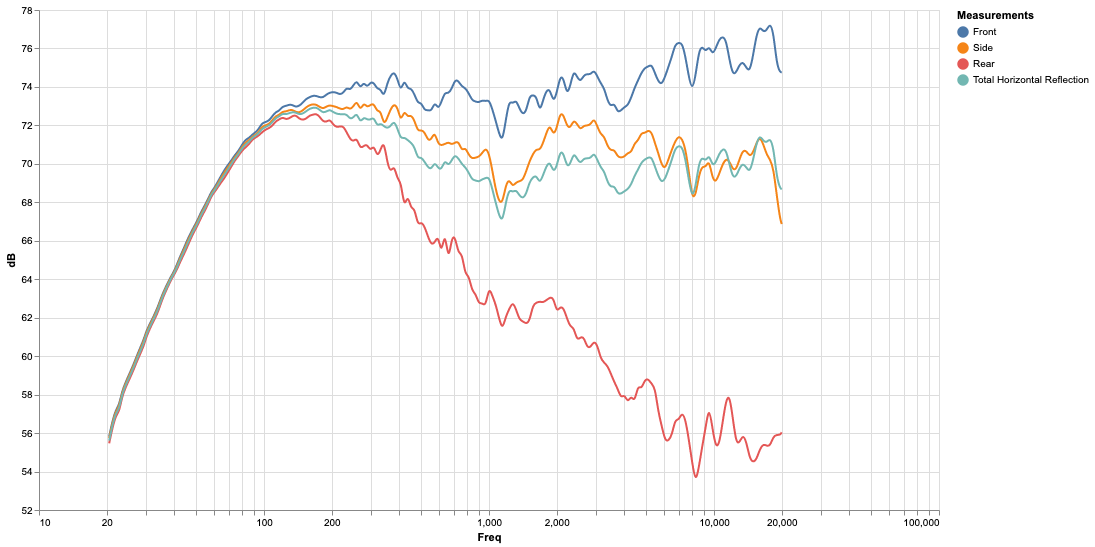 Measurements
Front
Side
Rear
Total Horizontal Reflection
78
76
74
72
70
68
66
64
62
60
58
56
54
52
dB
10 20 100 200 1,000 2,000 10,000 20,000 100,000
Freq